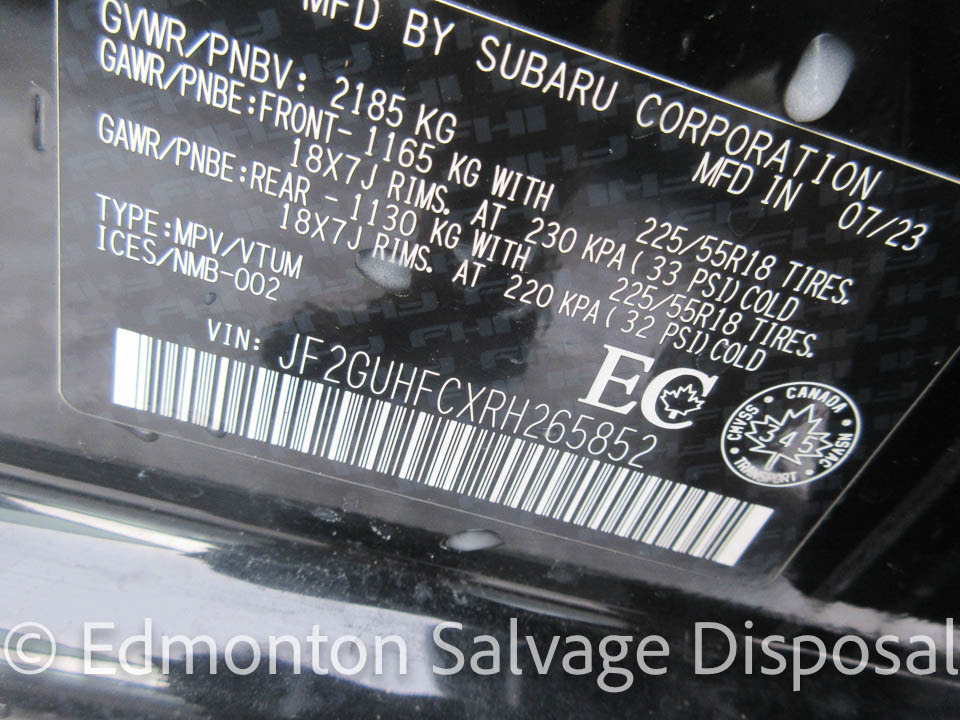 MFD BY SUBARU CORPORATION
GVWR/PNBV: 2185 KG
MFD IN 07/23
GAWR/PNBE:FRONT- 1165 KG WITH 225/55R18 TIRES,
18X7J RIMS. AT 230 KPA( 33 PSI)COLD
GAWR/PNBE:REAR - 1130 KG WITH 225/55R18 TIRES,
18X7J RIMS. AT 220 KPA( 32 PSI)COLD
TYPE:MPV/VTUM
ICES/NMB-002
VIN: JF2GUHFCXRH265852
EC
CANADA
CMVSS NSVAC
345
TRANSPORT
© Edmonton Salvage Disposal